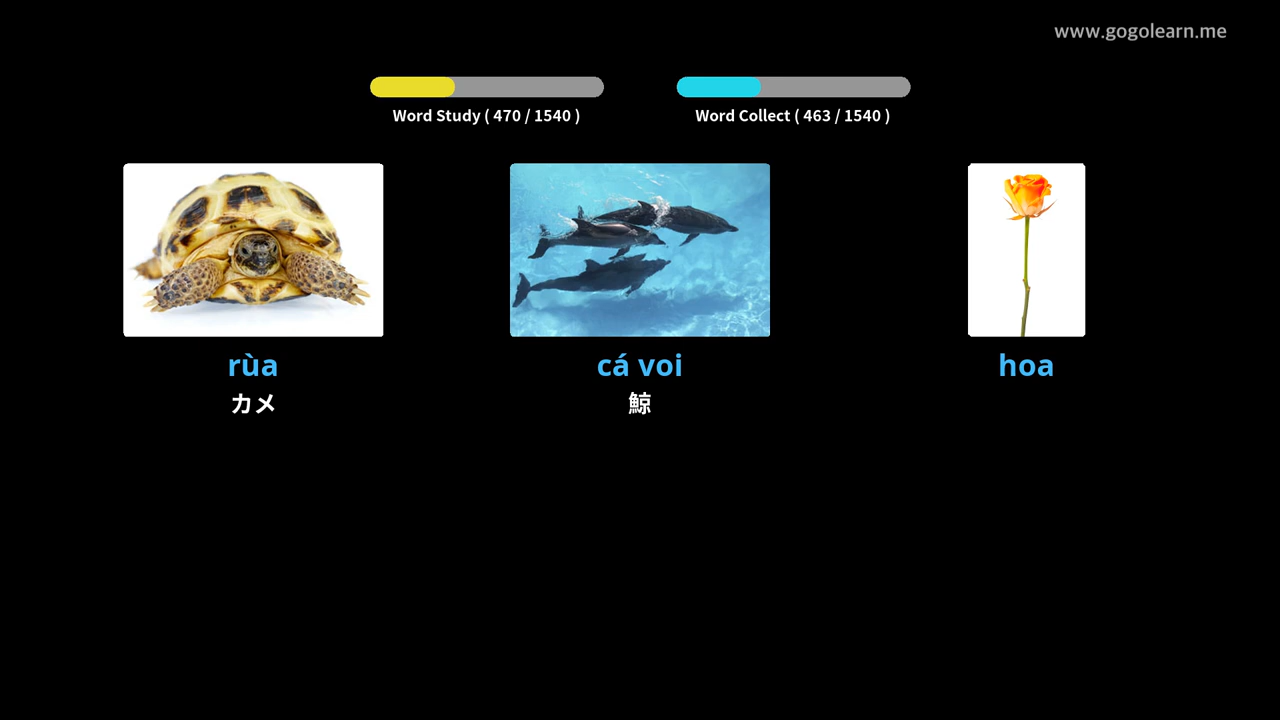 www.gogolearn.me
Word Study ( 470 / 1540 )
Word Collect ( 463 / 1540 )
rùa
カメ
cá voi
鯨
hoa